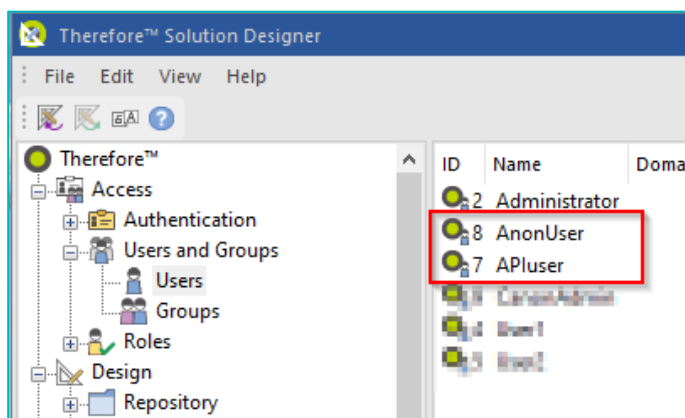 Therefore™ Solution Designer
File Edit View Help
Therefore™
Access
Authentication
Users and Groups
Users
Groups
Roles
Design
Repository
ID Name Doma
2 Administrator
8 AnonUser
7 APIuser